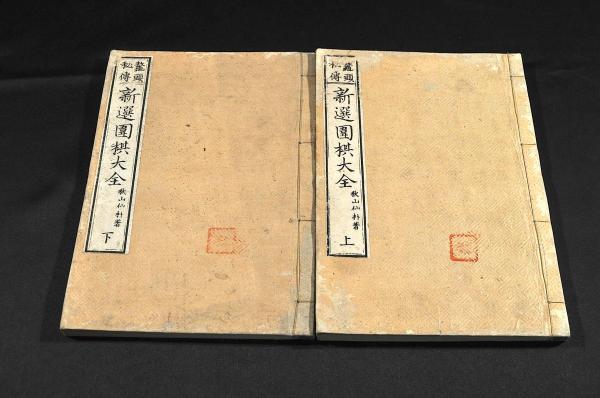 鼇頭
秘傳
新選圍棋大全
秋山仙朴著
上
鼇頭
秘傳
新選圍棋大全
秋山仙朴著
下